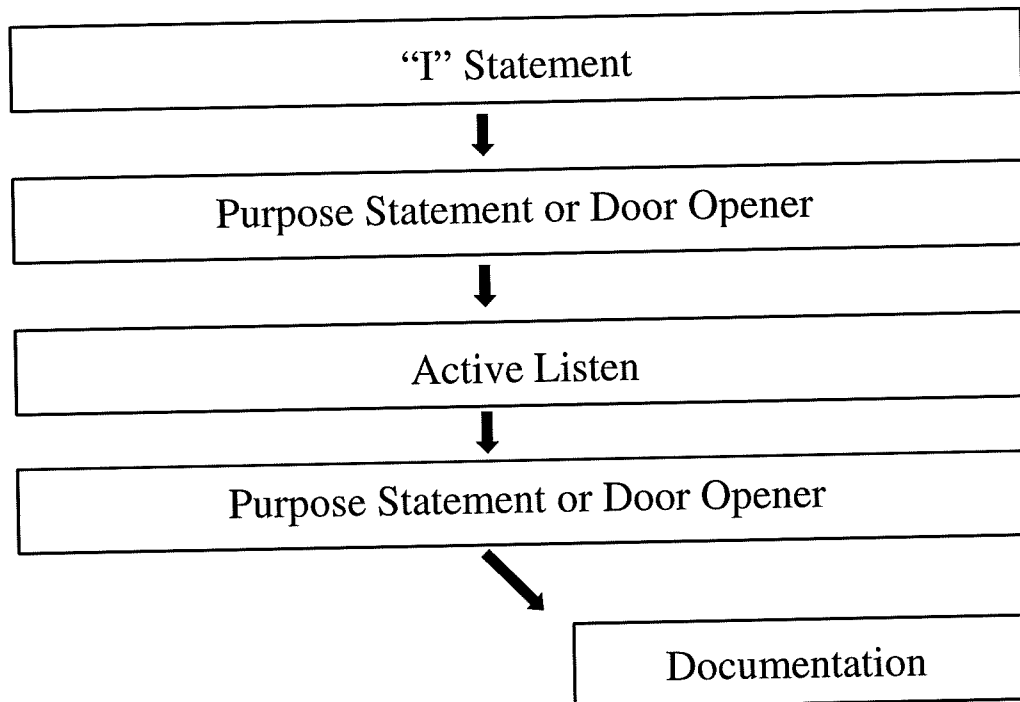 “I” Statement
Purpose Statement or Door Opener
Active Listen
Purpose Statement or Door Opener
Documentation